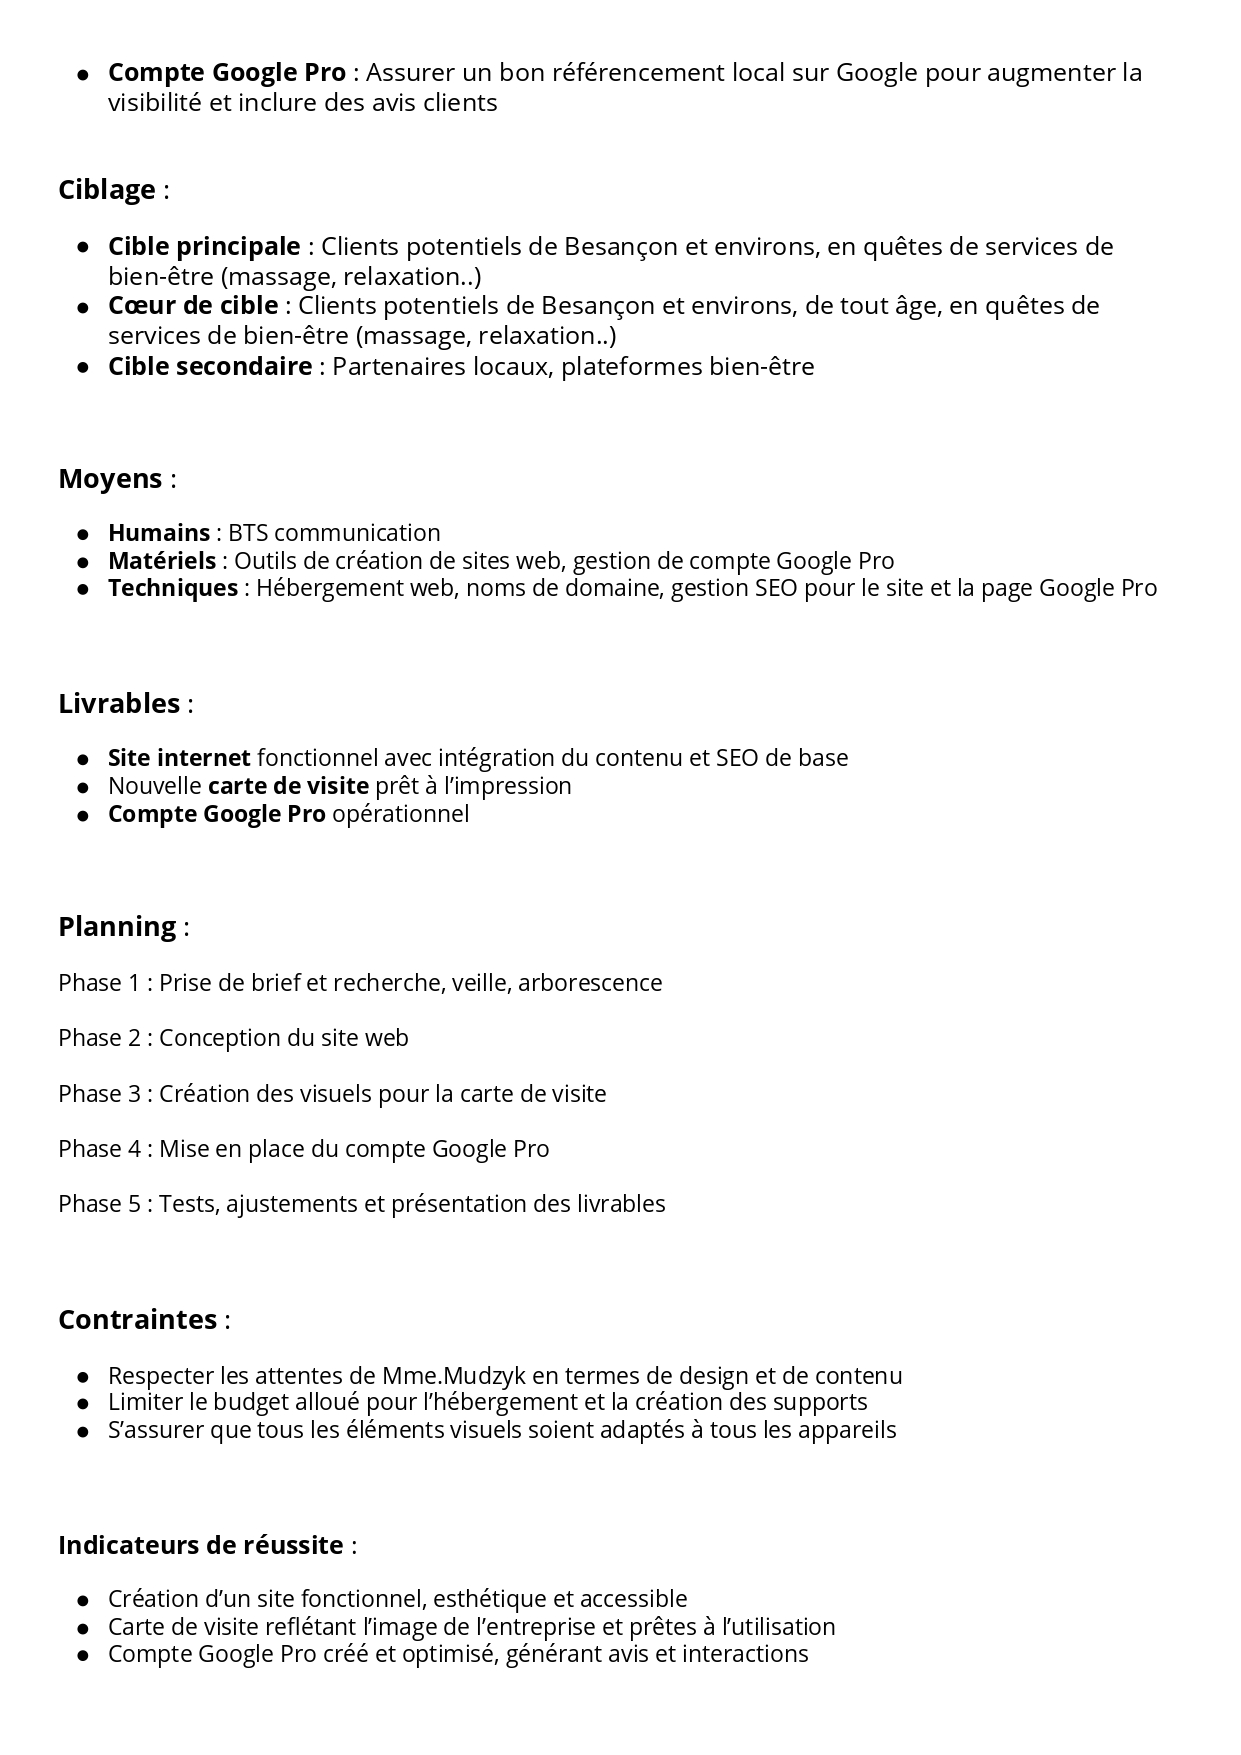 ● Compte Google Pro : Assurer un bon référencement local sur Google pour augmenter la
visibilité et inclure des avis clients
Ciblage :
● Cible principale : Clients potentiels de Besançon et environs, en quêtes de services de
bien-être (massage, relaxation..)
● Cœur de cible : Clients potentiels de Besançon et environs, de tout âge, en quêtes de
services de bien-être (massage, relaxation..)
● Cible secondaire : Partenaires locaux, plateformes bien-être
Moyens :
● Humains : BTS communication
● Matériels : Outils de création de sites web, gestion de compte Google Pro
● Techniques : Hébergement web, noms de domaine, gestion SEO pour le site et la page Google Pro
Livrables :
● Site internet fonctionnel avec intégration du contenu et SEO de base
● Nouvelle carte de visite prêt à l’impression
● Compte Google Pro opérationnel
Planning :
Phase 1 : Prise de brief et recherche, veille, arborescence
Phase 2 : Conception du site web
Phase 3 : Création des visuels pour la carte de visite
Phase 4 : Mise en place du compte Google Pro
Phase 5 : Tests, ajustements et présentation des livrables
Contraintes :
● Respecter les attentes de Mme.Mudzyk en termes de design et de contenu
● Limiter le budget alloué pour l’hébergement et la création des supports
● S’assurer que tous les éléments visuels soient adaptés à tous les appareils
Indicateurs de réussite :
● Création d’un site fonctionnel, esthétique et accessible
● Carte de visite reflétant l’image de l’entreprise et prêtes à l’utilisation
● Compte Google Pro créé et optimisé, générant avis et interactions